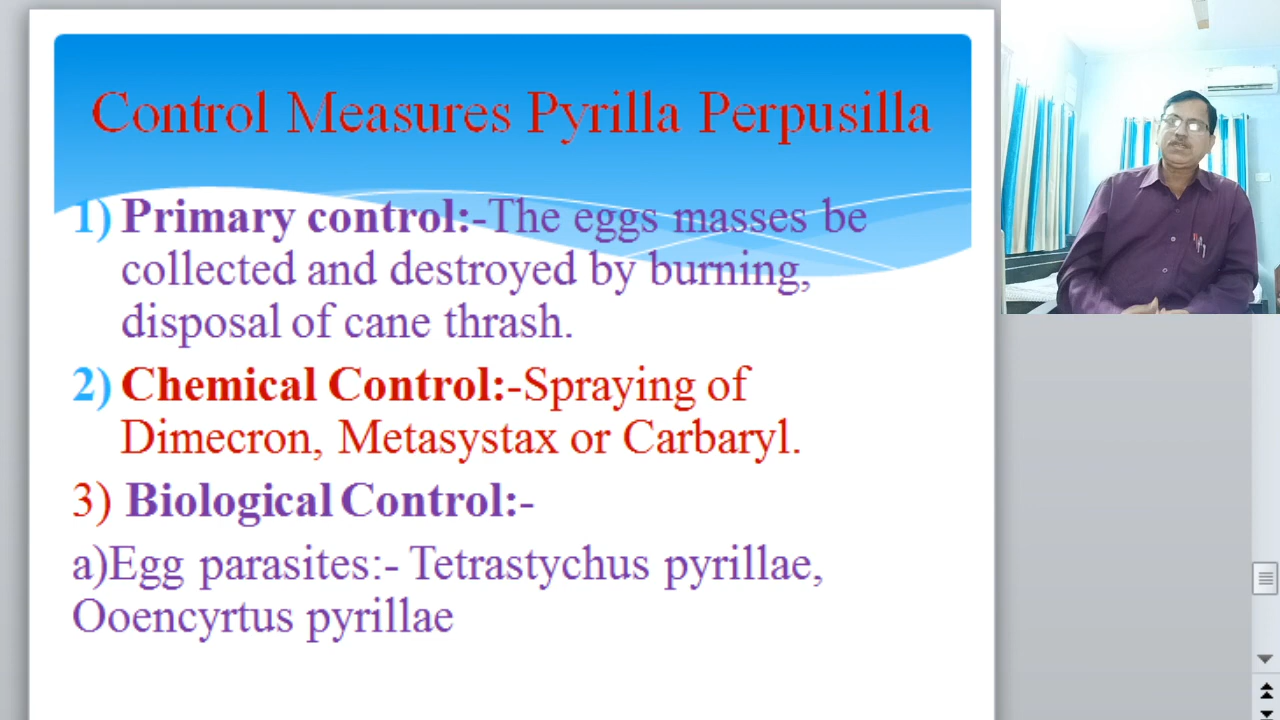 Control Measures Pyrilla Perpusilla
1) Primary control:-The eggs masses be
collected and destroyed by burning,
disposal of cane thrash.
2) Chemical Control:-Spraying of
Dimecron, Metasystax or Carbaryl.
3) Biological Control:-
a)Egg parasites:- Tetrastychus pyrillae,
Ooencyrtus pyrillae